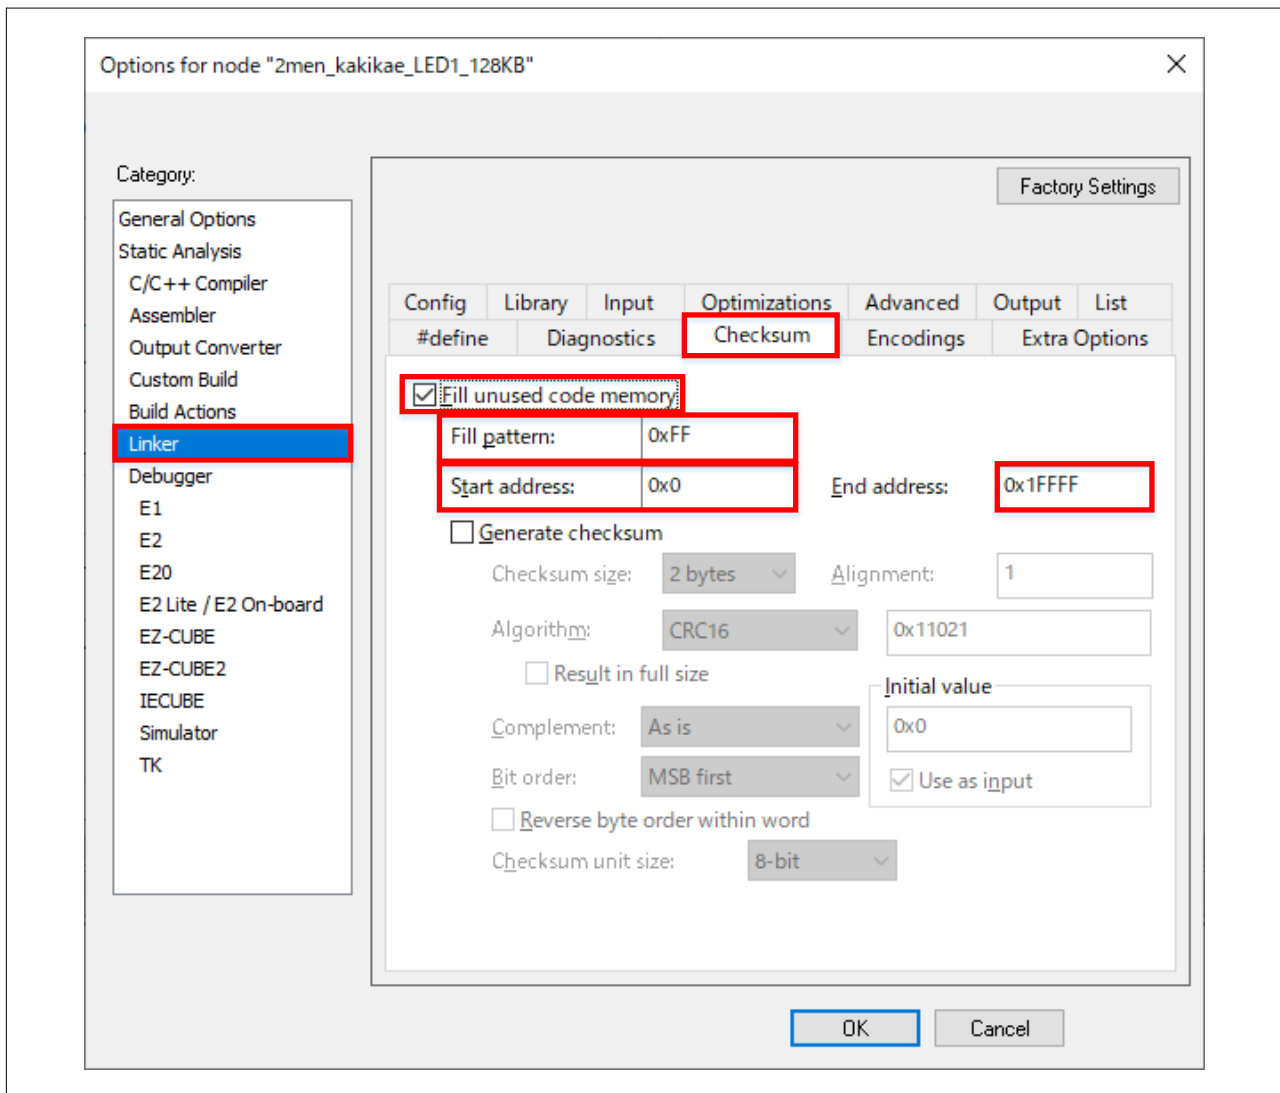 Options for node "2men_kakikae_LED1_128KB"
Category:
General Options
Static Analysis
C/C++ Compiler
Assembler
Output Converter
Custom Build
Build Actions
Linker
Debugger
E1
E2
E20
E2 Lite / E2 On-board
EZ-CUBE
EZ-CUBE2
IECUBE
Simulator
TK
Factory Settings
Config Library Input Optimizations Advanced Output List
#define Diagnostics Checksum Encodings Extra Options
Fill unused code memory
Fill pattern: 0xFF
Start address: 0x0 End address: 0x1FFFF
Generate checksum
Checksum size: 2 bytes Alignment: 1
Algorithm: CRC16 0x11021
Result in full size
Initial value
Complement: As is 0x0
Bit order: MSB first Use as input
Reverse byte order within word
Checksum unit size: 8-bit
OK Cancel